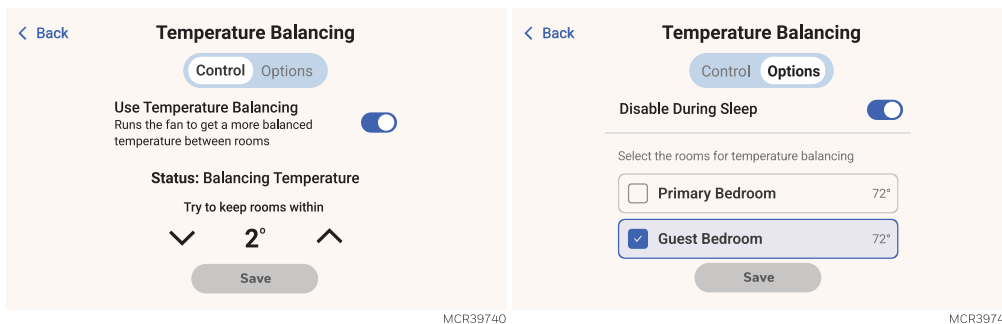 Back
Temperature Balancing
Control Options
Use Temperature Balancing
Runs the fan to get a more balanced
temperature between rooms
Status: Balancing Temperature
Try to keep rooms within
2°
Save
MCR39740
Back
Temperature Balancing
Control Options
Disable During Sleep
Select the rooms for temperature balancing
Primary Bedroom 72°
Guest Bedroom 72°
Save
MCR3974